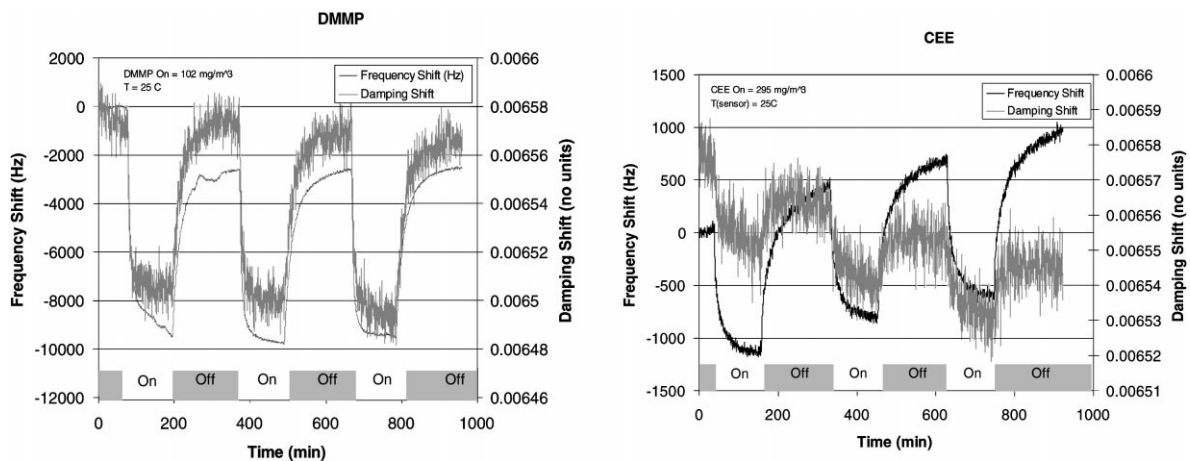 DMMP
DMMP On = 102 mg/m^3
T = 25 C
Frequency Shift (Hz)
Damping Shift
2000
0
-2000
-4000
-6000
-8000
-10000
-12000
Frequency Shift (Hz)
0.0066
0.00658
0.00656
0.00654
0.00652
0.0065
0.00648
0.00646
Damping Shift (no units)
On Off On Off On Off
0 200 400 600 800 1000
Time (min)
CEE
CEE On = 295 mg/m^3
T(sensor) = 25C
Frequency Shift
Damping Shift
1500
1000
500
0
-500
-1000
-1500
Frequency Shift (Hz)
0.0066
0.00659
0.00658
0.00657
0.00656
0.00655
0.00654
0.00653
0.00652
0.00651
Damping Shift (no units)
On Off On Off On Off
0 200 400 600 800 1000
Time (min)